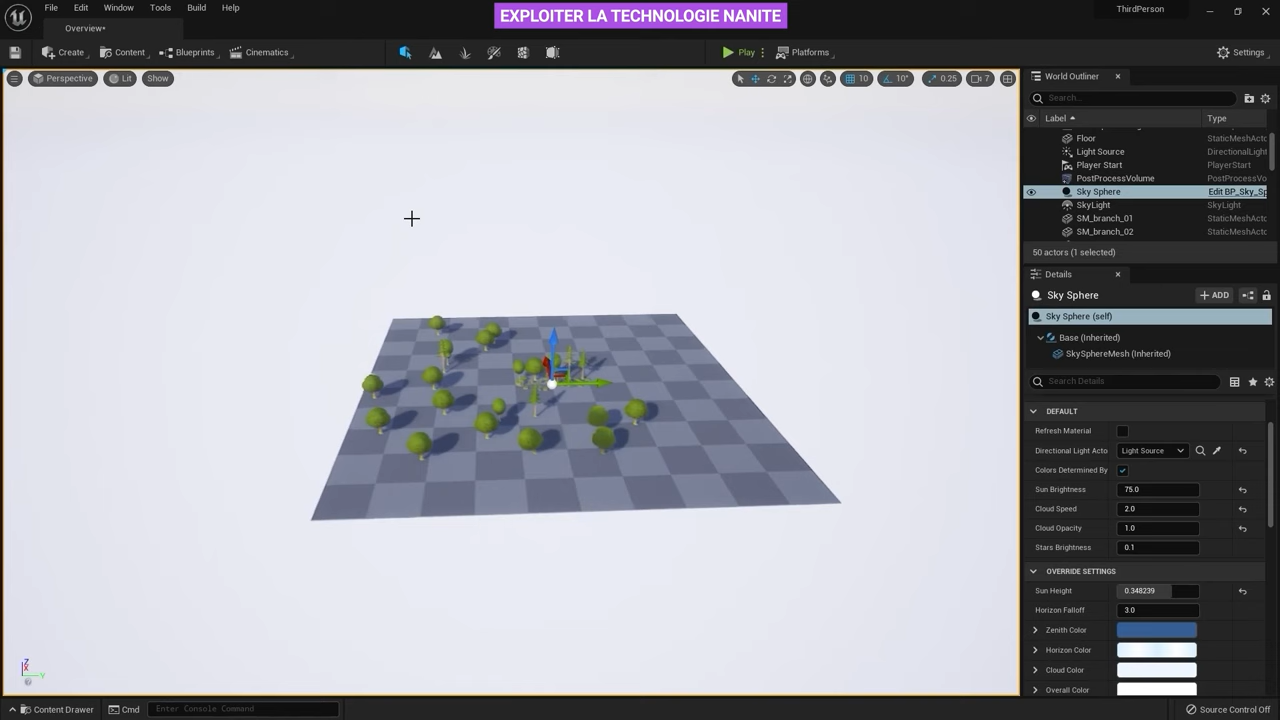 File Edit Window Tools Build Help
EXPLOITER LA TECHNOLOGIE NANITE
ThirdPerson
Overview•
Create Content Blueprints Cinematics Play Platforms Settings
Perspective Lit Show 10 10° 0.25 7
World Outliner
Search...
Label Type
Floor StaticMeshActo
Light Source DirectionalLight
Player Start PlayerStart
PostProcessVolume PostProcessVo
Sky Sphere Edit BP_Sky_Sp
SkyLight SkyLight
SM_branch_01 StaticMeshActo
SM_branch_02 StaticMeshActo
50 actors (1 selected)
Details
Sky Sphere + ADD
Sky Sphere (self)
Base (Inherited)
SkySphereMesh (Inherited)
Search Details
DEFAULT
Refresh Material
Directional Light Acto Light Source
Colors Determined By
Sun Brightness 75.0
Cloud Speed 2.0
Cloud Opacity 1.0
Stars Brightness 0.1
OVERRIDE SETTINGS
Sun Height 0.348239
Horizon Falloff 3.0
Zenith Color
Horizon Color
Cloud Color
Overall Color
Z
Y
Content Drawer Cmd Enter Console Command Source Control Off